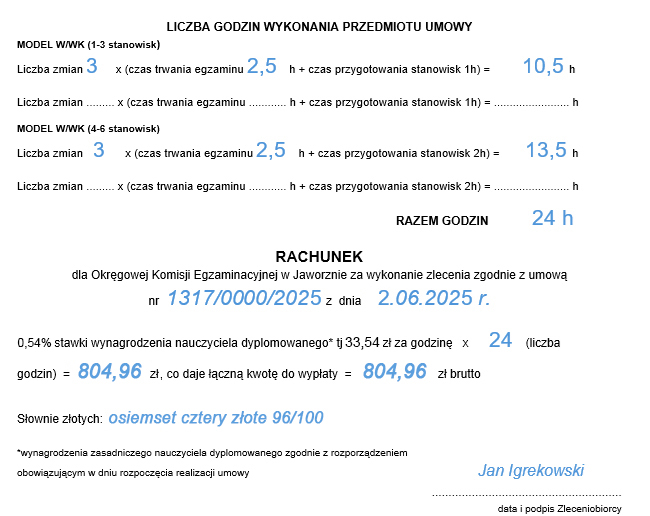 LICZBA GODZIN WYKONANIA PRZEDMIOTU UMOWY
MODEL W/WK (1-3 stanowisk)
Liczba zmian 3 x (czas trwania egzaminu 2,5 h + czas przygotowania stanowisk 1h) = 10,5 h
Liczba zmian ......... x (czas trwania egzaminu ............ h + czas przygotowania stanowisk 1h) = ........................ h
MODEL W/WK (4-6 stanowisk)
Liczba zmian 3 x (czas trwania egzaminu 2,5 h + czas przygotowania stanowisk 2h) = 13,5 h
Liczba zmian ......... x (czas trwania egzaminu ............ h + czas przygotowania stanowisk 2h) = ........................ h
RAZEM GODZIN 24 h
RACHUNEK
dla Okręgowej Komisji Egzaminacyjnej w Jaworznie za wykonanie zlecenia zgodnie z umową
nr 1317/0000/2025 z dnia 2.06.2025 r.
0,54% stawki wynagrodzenia nauczyciela dyplomowanego* tj 33,54 zł za godzinę x 24 (liczba
godzin) = 804,96 zł, co daje łączną kwotę do wypłaty = 804,96 zł brutto
Słownie złotych: osiemset cztery złote 96/100
*wynagrodzenia zasadniczego nauczyciela dyplomowanego zgodnie z rozporządzeniem
obowiązującym w dniu rozpoczęcia realizacji umowy
Jan Igrekowski
..........................................................
data i podpis Zleceniobiorcy